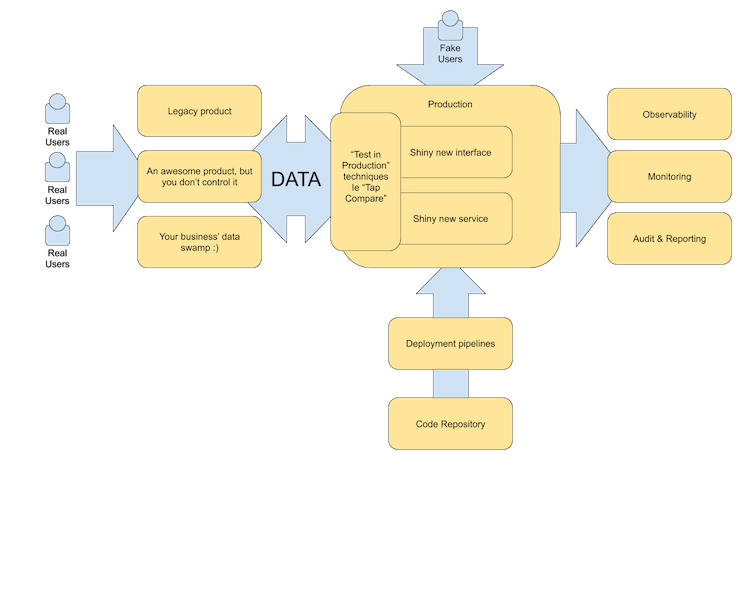 Fake
Users
Real
Users
Real
Users
Real
Users
Legacy product
An awesome product, but
you don't control it
Your business' data
swamp :)
DATA
Production
“Test in
Production”
techniques
Ie “Tap
Compare”
Shiny new interface
Shiny new service
Observability
Monitoring
Audit & Reporting
Deployment pipelines
Code Repository